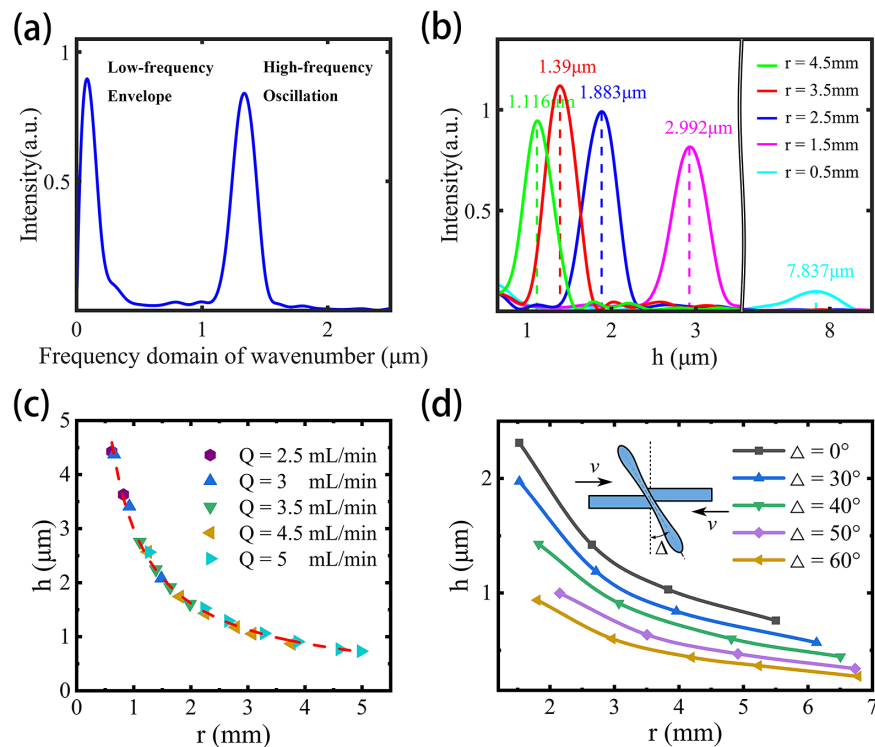 (a)
1
0.5
0
0
1
2
Intensity(a.u.)
Low-frequency
Envelope
High-frequency
Oscillation
Frequency domain of wavenumber (μm)
(b)
1
0.5
1
2
3
8
Intensity(a.u.)
1.116μm
1.39μm
1.883μm
2.992μm
7.837μm
r = 4.5mm
r = 3.5mm
r = 2.5mm
r = 1.5mm
r = 0.5mm
h (μm)
(c)
5
4
3
2
1
0
0
1
2
3
4
5
h (μm)
Q = 2.5 mL/min
Q = 3 mL/min
Q = 3.5 mL/min
Q = 4.5 mL/min
Q = 5 mL/min
r (mm)
(d)
2
1
2
3
4
5
6
7
h (μm)
v
v
Δ
△ = 0°
△ = 30°
△ = 40°
△ = 50°
△ = 60°
r (mm)